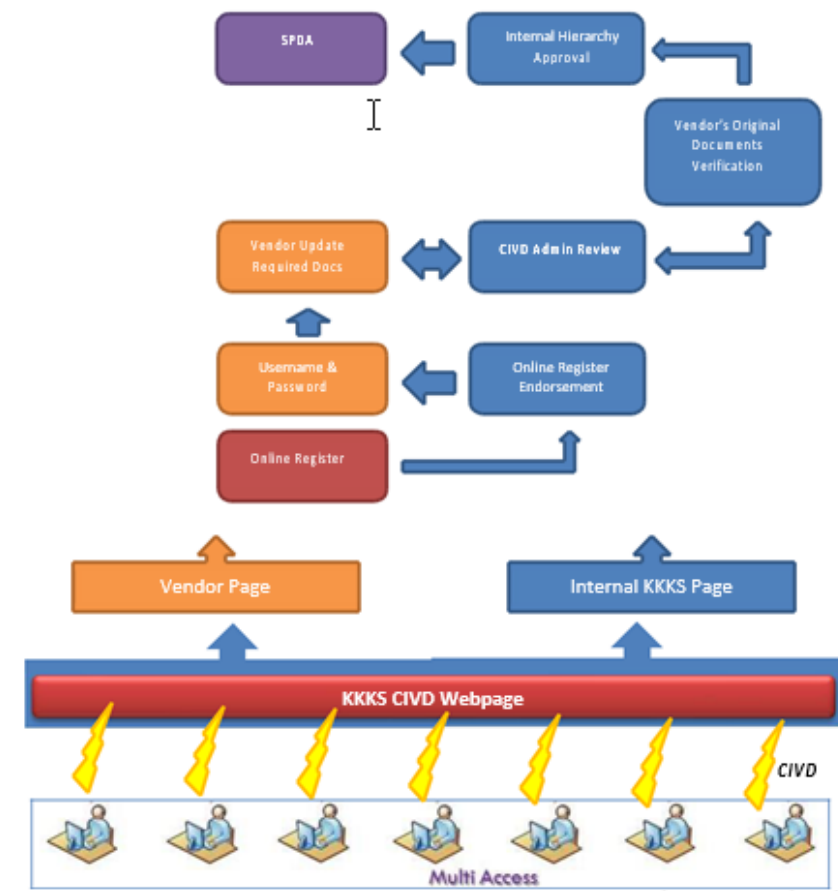 SPDA
Internal Hierarchy
Approval
Vendor's Original
Documents
Verification
Vendor Update
Required Docs
CIVD Admin Review
Username &
Password
Online Register
Endorsement
Online Register
Vendor Page
Internal KKKS Page
KKKS CIVD Webpage
CIVD
Multi Access